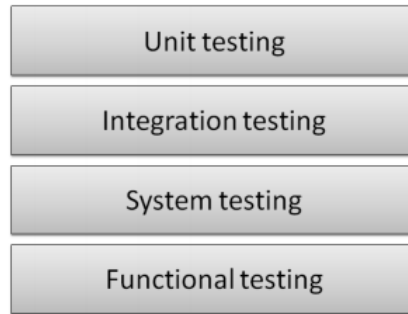 Unit testing
Integration testing
System testing
Functional testing